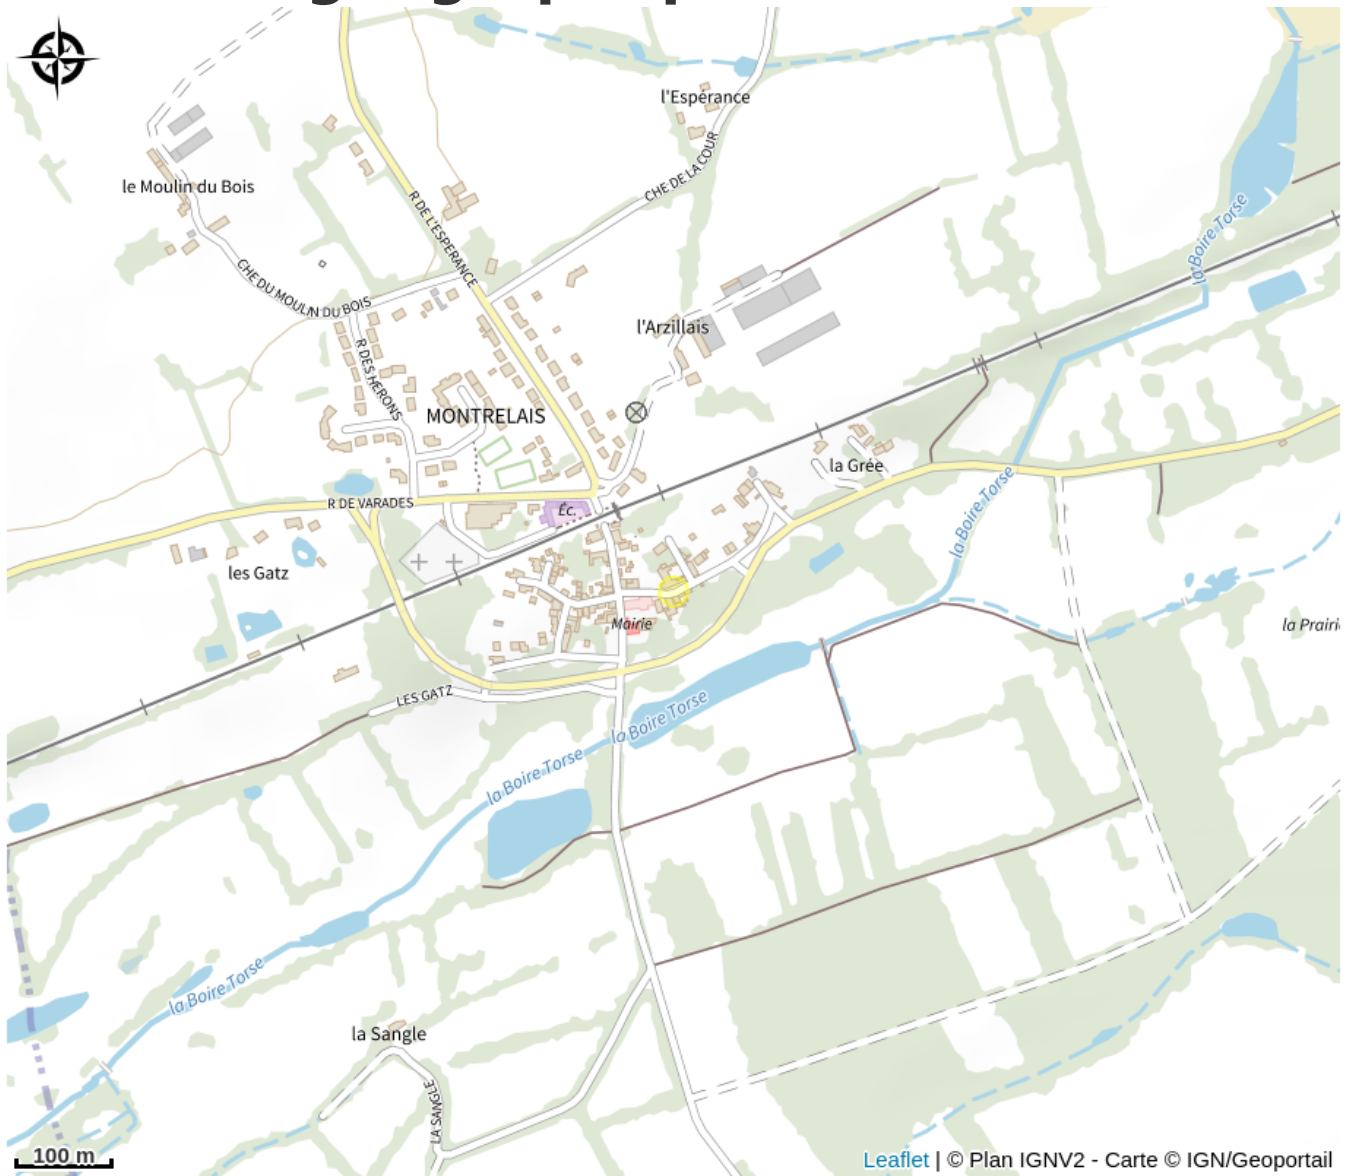 l'Espérance
CHE DE LA COUR
le Moulin du Bois
R DE L'ESPERANCE
la Boire Torse
CHE DU MOULIN DU BOIS
l'Arzillais
R DES HERONS
MONTRELAIS
la Grée
R DE VARADES
Éc.
la Boire Torse
les Gatz
Mairie
la Prairi
LES GATZ
la Boire Torse
la Boire Torse
la Boire Torse
la Sangle
LA SANGLE
100 m
Leaflet | © Plan IGNV2 - Carte © IGN/Geoportail